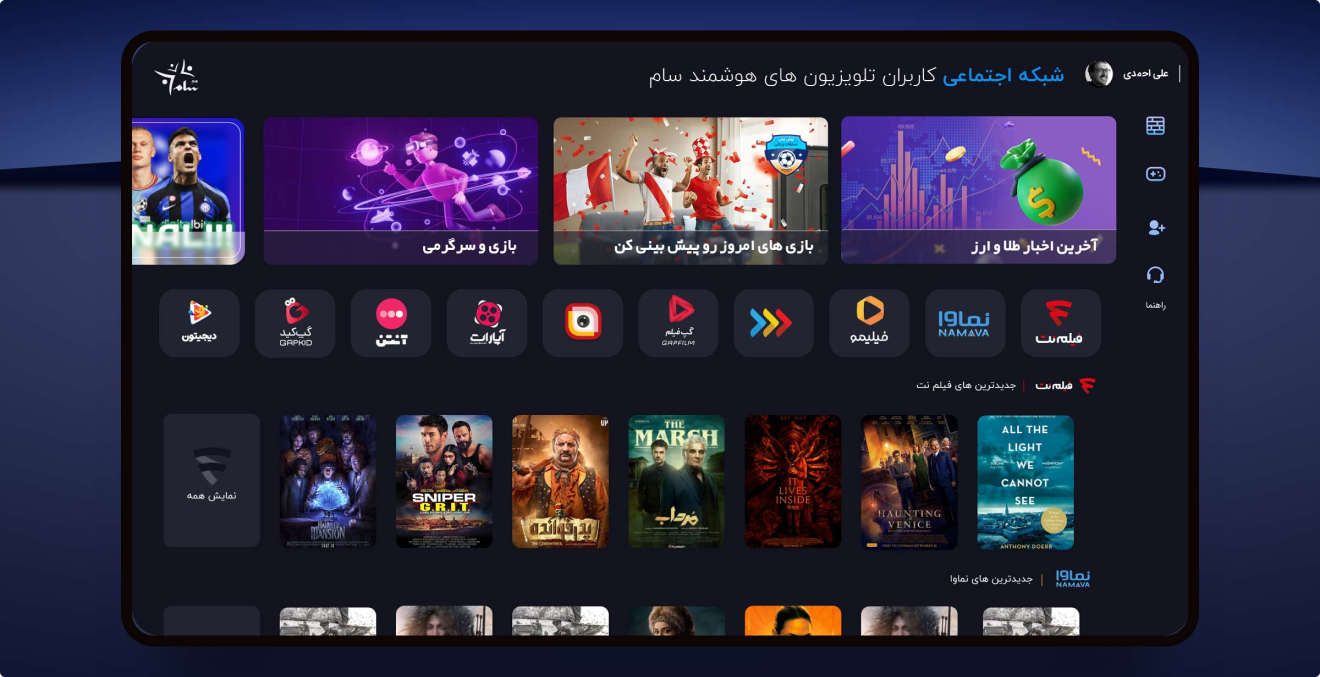 علی احمدی
شبکه اجتماعی کاربران تلویزیون های هوشمند سام
سام
راهنما
آخرین اخبار طلا و ارز
بازی های امروز رو پیش بینی کن
بازی و سرگرمی
فیلم نت
نماوا
NAMAVA
فیلیمو
گپ فیلم
GAPFILM
آپارات
آنتن
گپ کید
GAPKID
دیجیتون
فیلم نت | جدیدترین های فیلم نت
ALL THE
LIGHT
WE
CANNOT
SEE
ANTHONY DOERR
HAUNTING
VENICE
IT
LIVES
INSIDE
THE
MARSH
مرداب
UP
پدرخوانده
SNIPER
G.R.I.T.
HAUNTED
MANSION
نمایش همه
نماوا
NAMAVA
| جدیدترین های نماوا